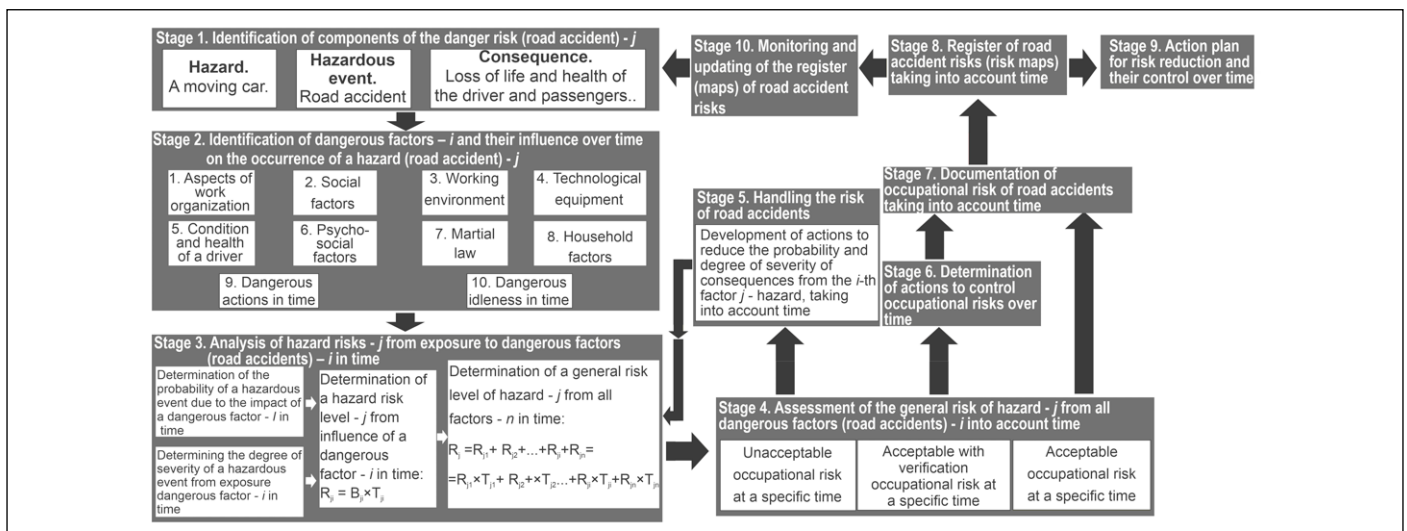 Stage 1. Identification of components of the danger risk (road accident) - j
Hazard.
A moving car.
Hazardous
event.
Road accident
Consequence.
Loss of life and health of
the driver and passengers..
Stage 2. Identification of dangerous factors – i and their influence over time
on the occurrence of a hazard (road accident) - j
1. Aspects of
work
organization
2. Social
factors
3. Working
environment
4. Technological
equipment
5. Condition
and health
of a driver
6. Psycho-
social
factors
7. Martial
law
8. Household
factors
9. Dangerous
actions in time
10. Dangerous
idleness in time
Stage 3. Analysis of hazard risks - j from exposure to dangerous factors
(road accidents) – i in time
Determination of the
probability of a hazardous
event due to the impact of
a dangerous factor - I in
time
Determining the degree of
severity of a hazardous
event from exposure
dangerous factor - i in
time
Determination of
a hazard risk
level - j from
influence of a
dangerous
factor - i in time:
Rji = Bji×Tji
Determination of a general risk
level of hazard - j from all
factors - n in time:
Rj =Rj1+ Rj2+...+Rji+Rjn=
=Rj1×Tj1+ Rj2+×Tj2...+Rji×Tji+Rjn×Tjn
Stage 4. Assessment of the general risk of hazard - j from all
dangerous factors (road accidents) - i into account time
Unacceptable
occupational risk
at a specific time
Acceptable with
verification
occupational risk at
a specific time
Acceptable
occupational risk
at a specific time
Stage 5. Handling the risk
of road accidents
Development of actions to
reduce the probability and
degree of severity of
consequences from the i-th
factor j - hazard, taking
into account time
Stage 6. Determination
of actions to control
occupational risks over
time
Stage 7. Documentation of
occupational risk of road accidents
taking into account time
Stage 8. Register of road
accident risks (risk maps)
taking into account time
Stage 9. Action plan
for risk reduction and
their control over time
Stage 10. Monitoring and
updating of the register
(maps) of road accident
risks